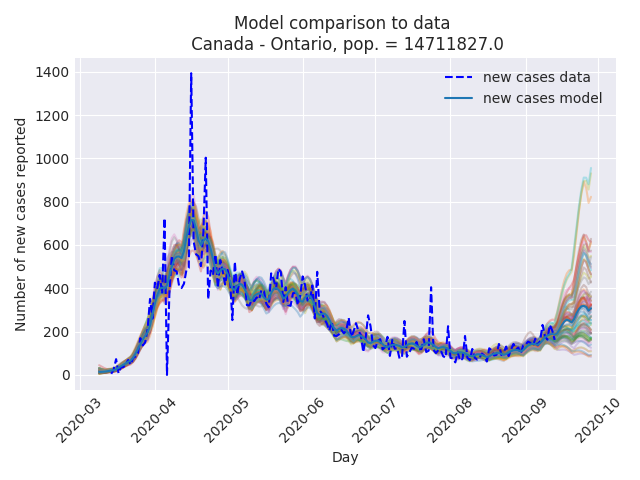 Model comparison to data
Canada - Ontario, pop. = 14711827.0
new cases data
new cases model
Number of new cases reported
1400
1200
1000
800
600
400
200
0
2020-03
2020-04
2020-05
2020-06
2020-07
2020-08
2020-09
2020-10
Day